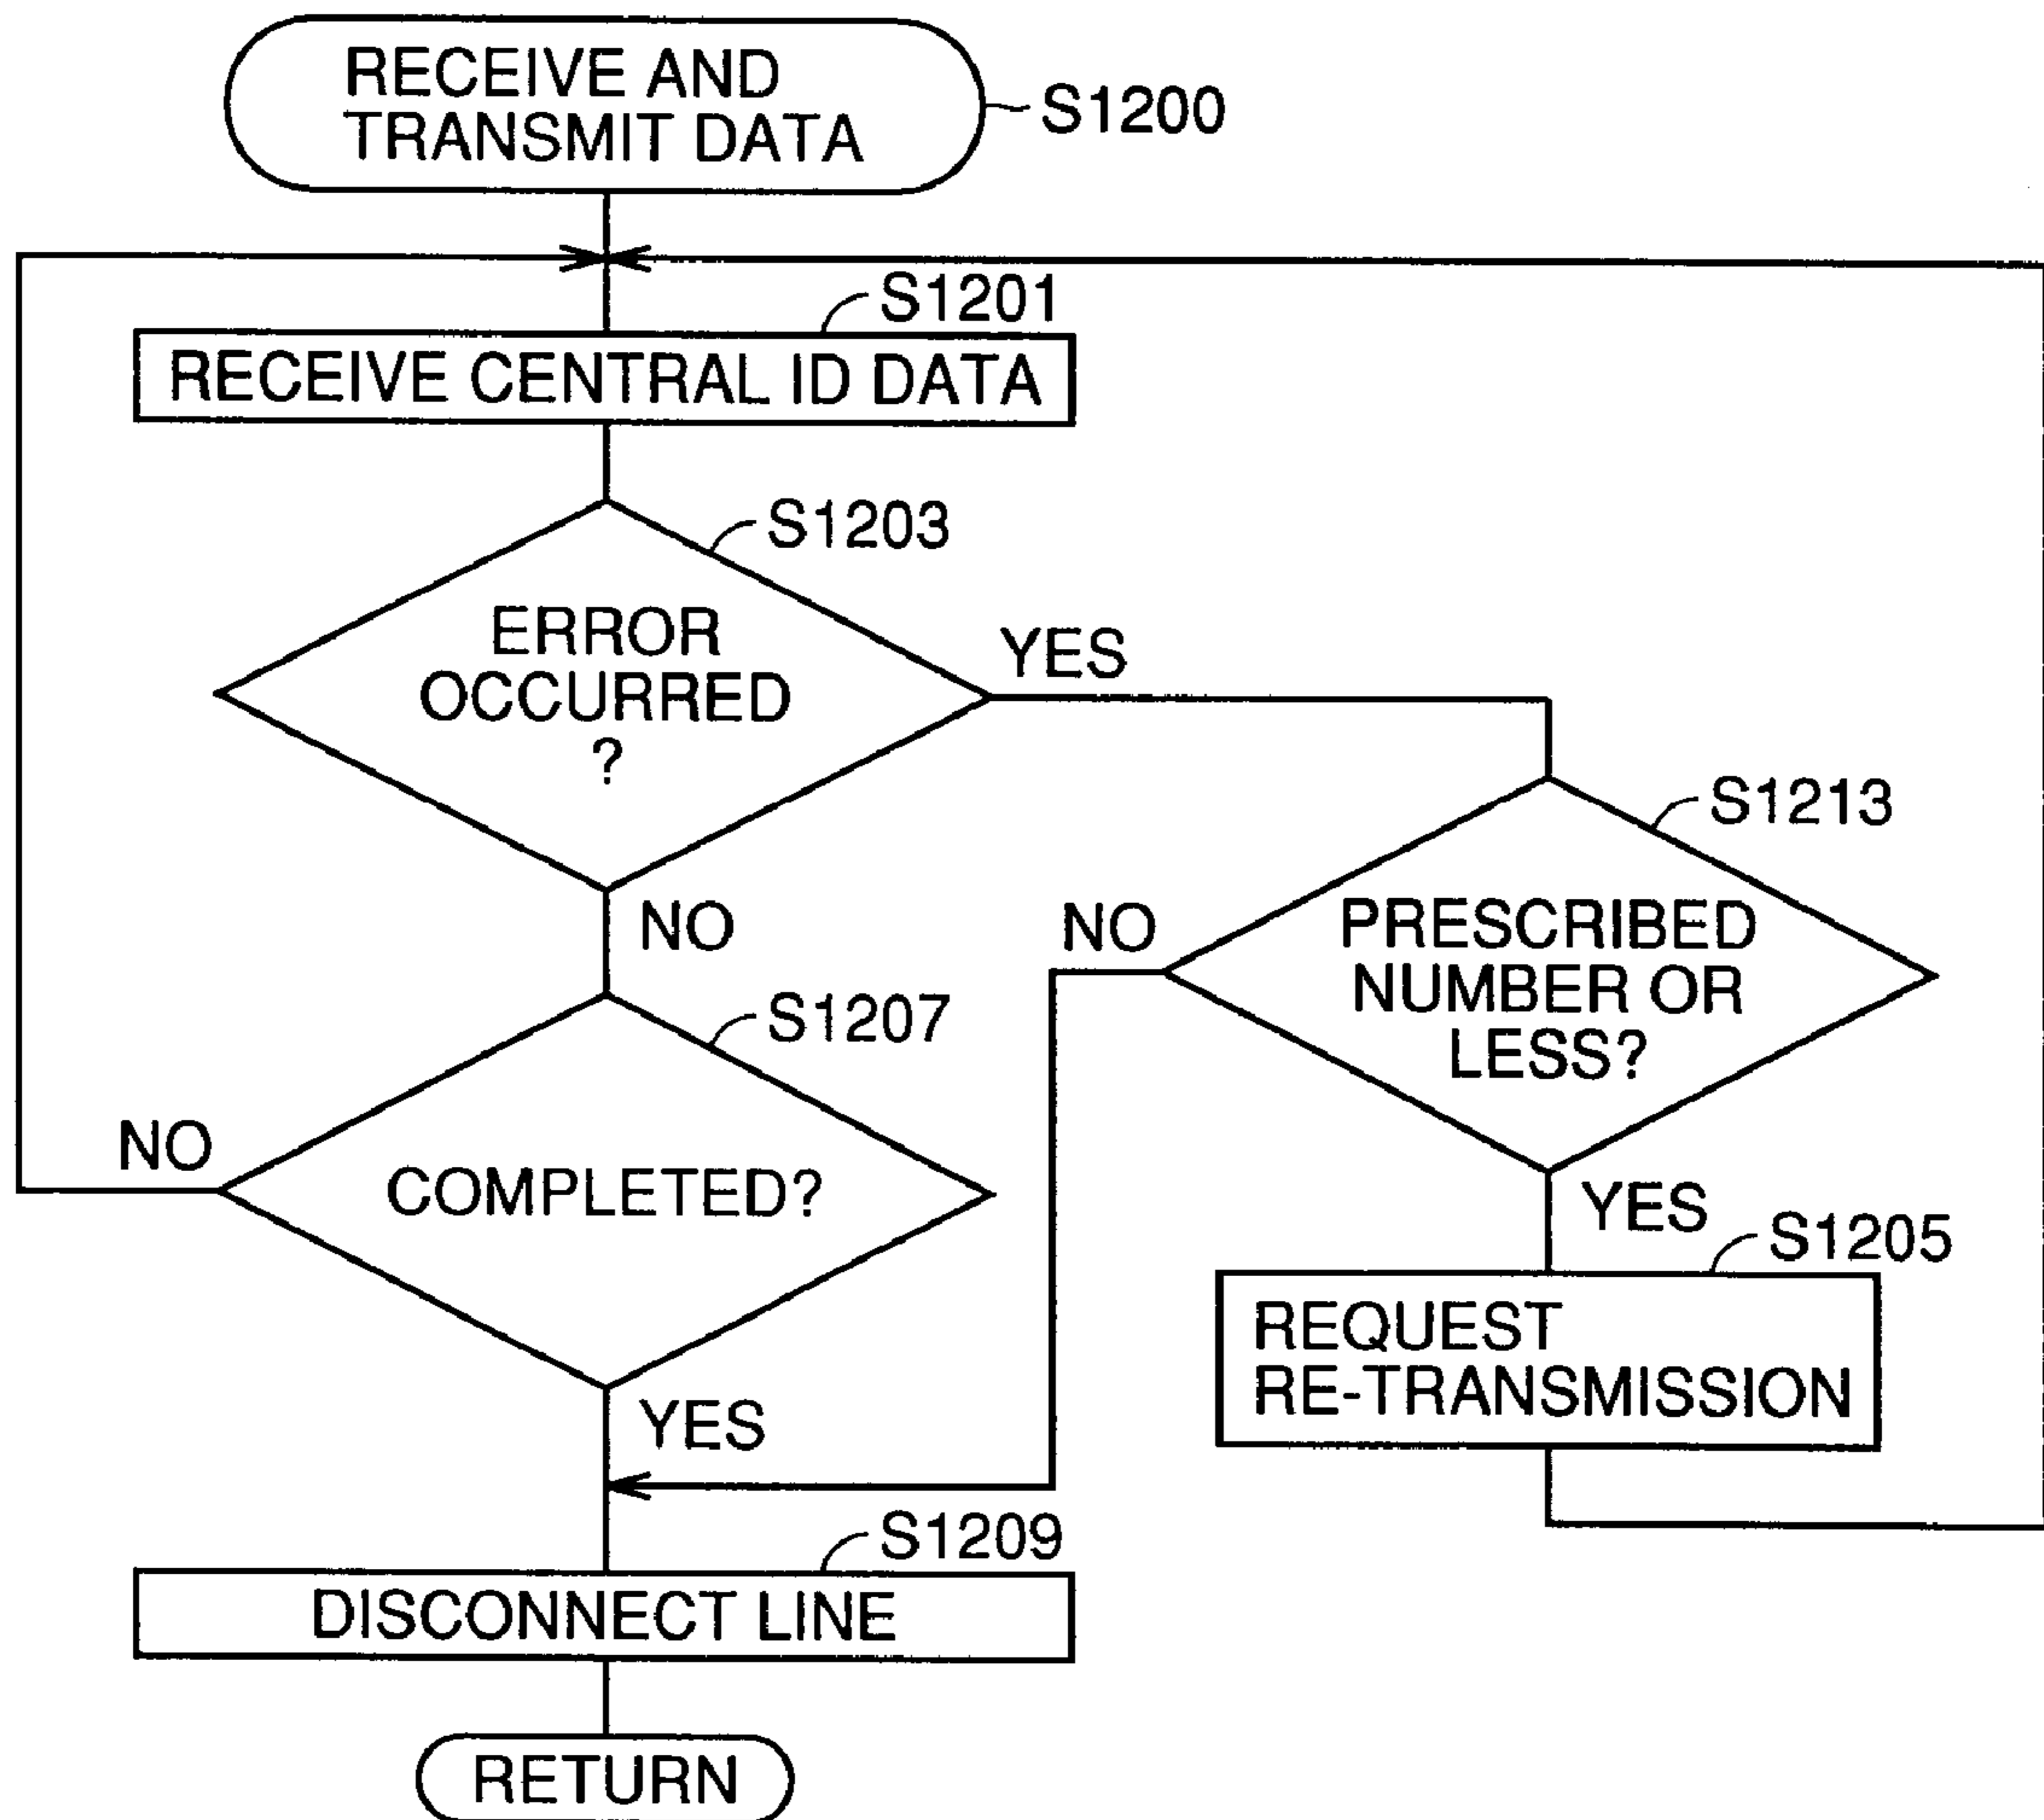 RECEIVE AND
TRANSMIT DATA
S1200
S1201
RECEIVE CENTRAL ID DATA
S1203
ERROR
OCCURRED
?
YES
NO
S1213
PRESCRIBED
NUMBER OR
LESS?
NO
YES
S1207
COMPLETED?
NO
YES
S1205
REQUEST
RE-TRANSMISSION
S1209
DISCONNECT LINE
RETURN